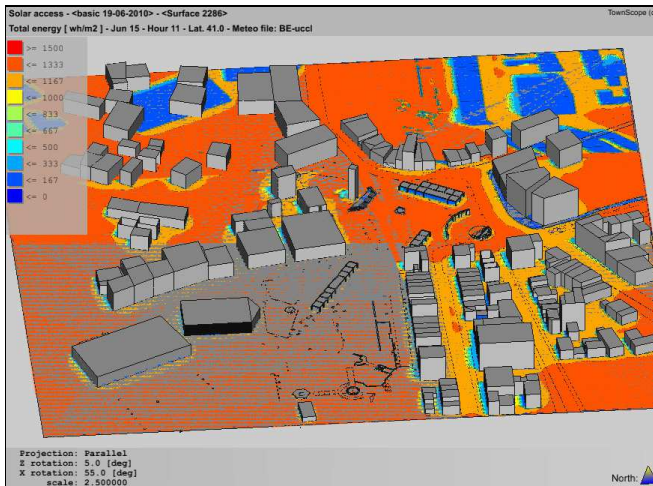 Solar access - <basic 19-06-2010> - <Surface 2286>
TownScope (c
Total energy [ wh/m2 ] - Jun 15 - Hour 11 - Lat. 41.0 - Meteo file: BE-uccl
>= 1500
<= 1333
<= 1167
<= 1000
<= 833
<= 667
<= 500
<= 333
<= 167
<= 0
Projection: Parallel
Z rotation: 5.0 [deg]
X rotation: 55.0 [deg]
scale: 2.500000
North: